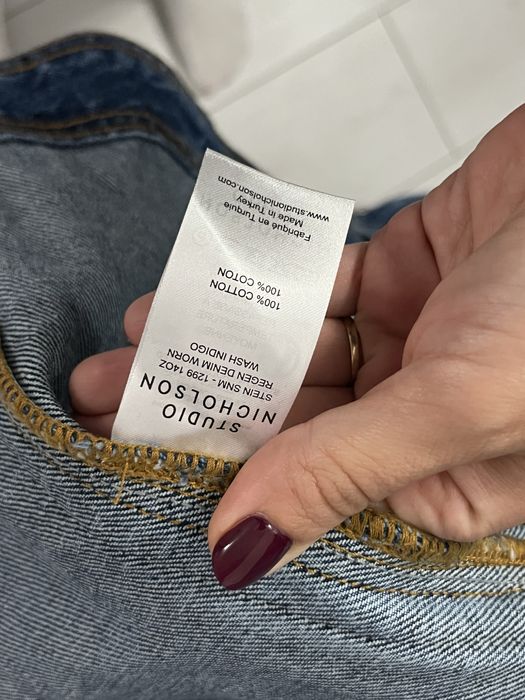 STUDIO
NICHOLSON
STEIN SNM - 1299 14OZ
REGEN DENIM WORN
WASH INDIGO
100% COTTON
100% COTON
Made in Turkey
Fabriqué en Turquie
www.studionicholson.com